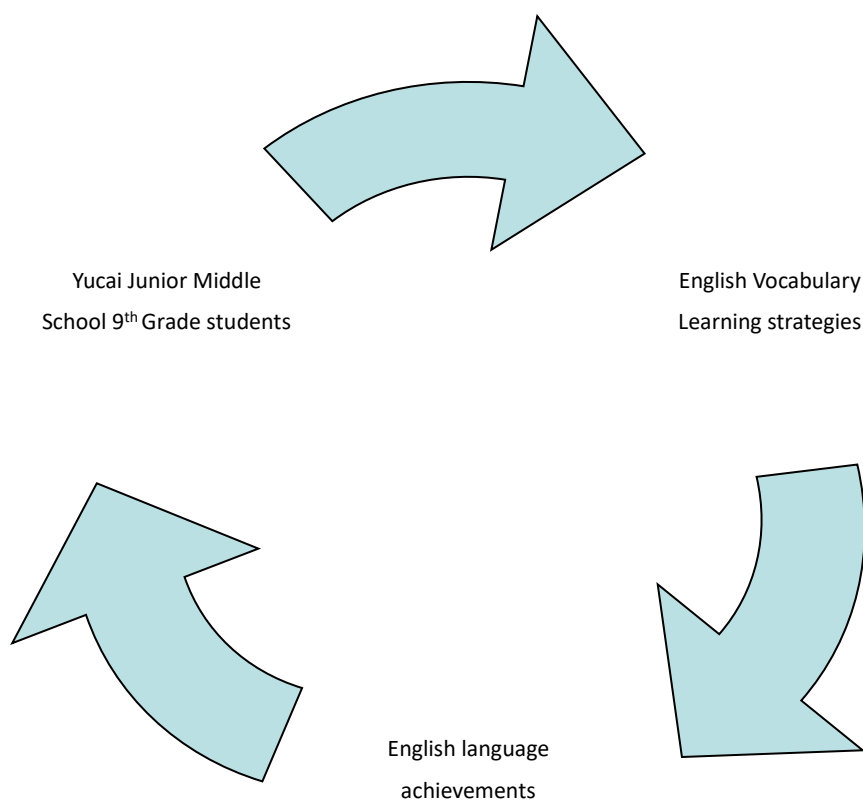 Yucai Junior Middle
School 9th Grade students
English Vocabulary
Learning strategies
English language
achievements